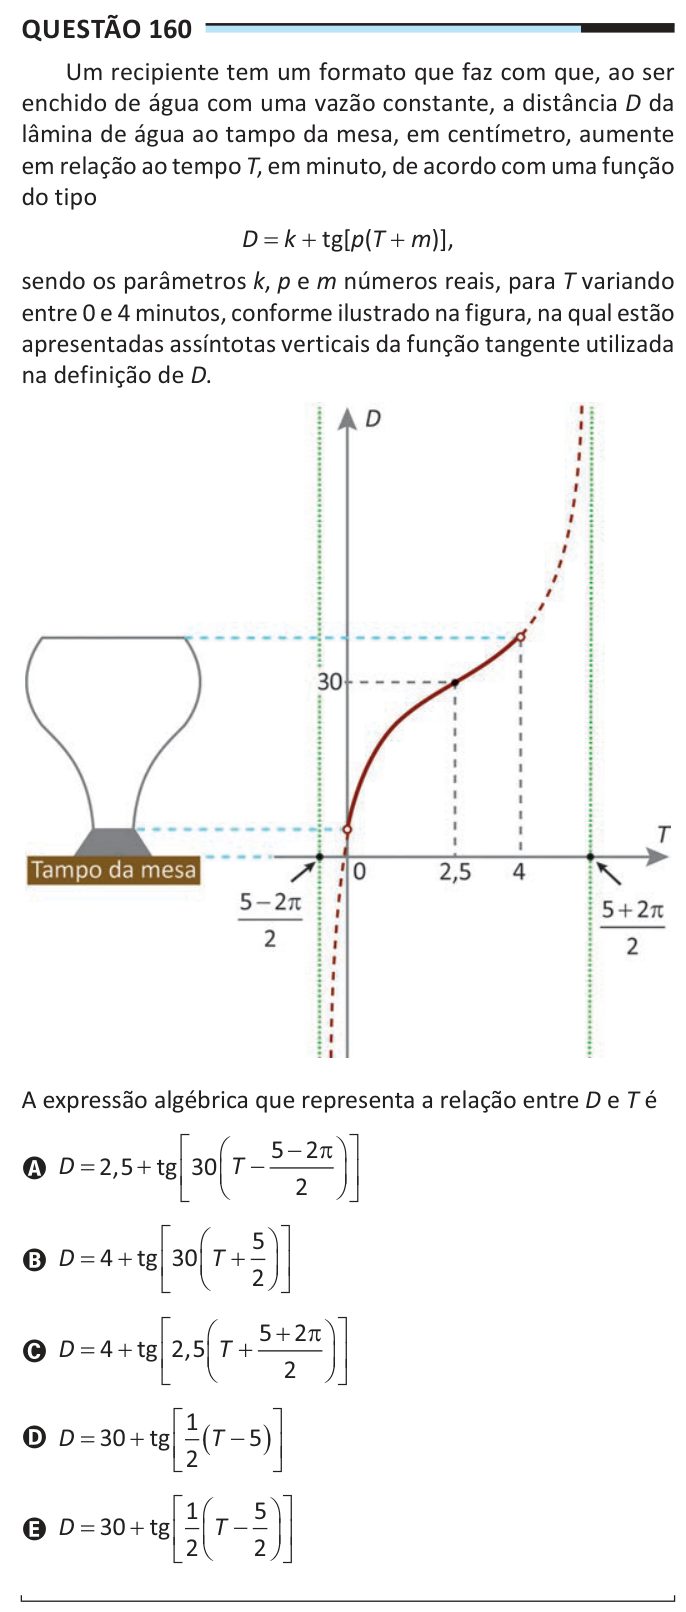 QUESTÃO 160
Um recipiente tem um formato que faz com que, ao ser
enchido de água com uma vazão constante, a distância D da
lâmina de água ao tampo da mesa, em centímetro, aumente
em relação ao tempo T, em minuto, de acordo com uma função
do tipo
D = k + tg[p(T + m)],
sendo os parâmetros k, p e m números reais, para T variando
entre 0 e 4 minutos, conforme ilustrado na figura, na qual estão
apresentadas assíntotas verticais da função tangente utilizada
na definição de D.
D
30
T
Tampo da mesa
0
2,5
4
5 − 2π
2
5 + 2π
2
A expressão algébrica que representa a relação entre D e T é
A D = 2,5 + tg[30(T − (5 − 2π)/2)]
B D = 4 + tg[30(T + 5/2)]
C D = 4 + tg[2,5(T + (5 + 2π)/2)]
D D = 30 + tg[1/2(T − 5)]
E D = 30 + tg[1/2(T − 5/2)]